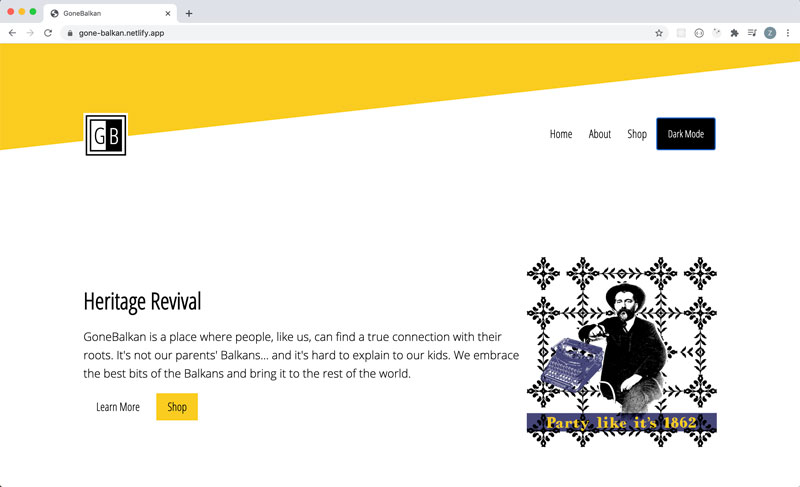 GoneBalkan
gone-balkan.netlify.app
Z
GB
Home
About
Shop
Dark Mode
Heritage Revival
GoneBalkan is a place where people, like us, can find a true connection with their
roots. It's not our parents' Balkans... and it's hard to explain to our kids. We embrace
the best bits of the Balkans and bring it to the rest of the world.
Learn More
Shop
Party like it's 1862